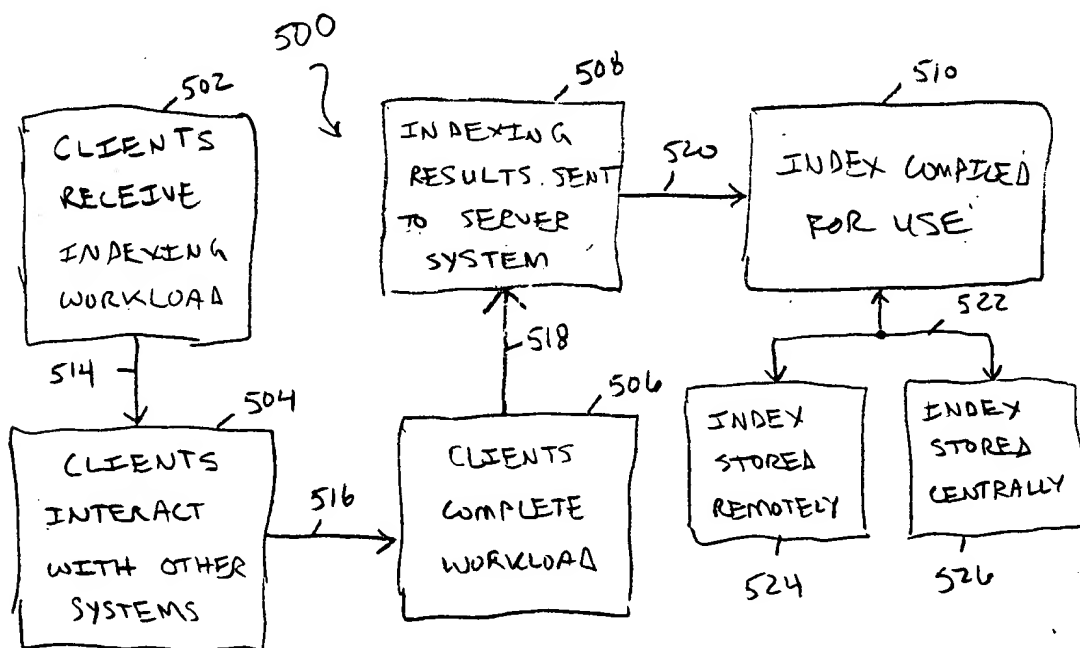 500
502
CLIENTS
RECEIVE
INDEXING
WORKLOAD
514
504
CLIENTS
INTERACT
WITH OTHER
SYSTEMS
516
506
CLIENTS
COMPLETE
WORKLOAD
518
508
INDEXING
RESULTS SENT
TO SERVER
SYSTEM
520
510
INDEX COMPILED
FOR USE
522
INDEX
STORED
REMOTELY
524
INDEX
STORED
CENTRALLY
526